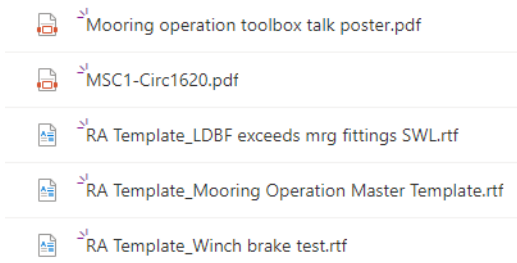 Mooring operation toolbox talk poster.pdf
MSC1-Circ1620.pdf
RA Template_LDBF exceeds mrg fittings SWL.rtf
RA Template_Mooring Operation Master Template.rtf
RA Template_Winch brake test.rtf